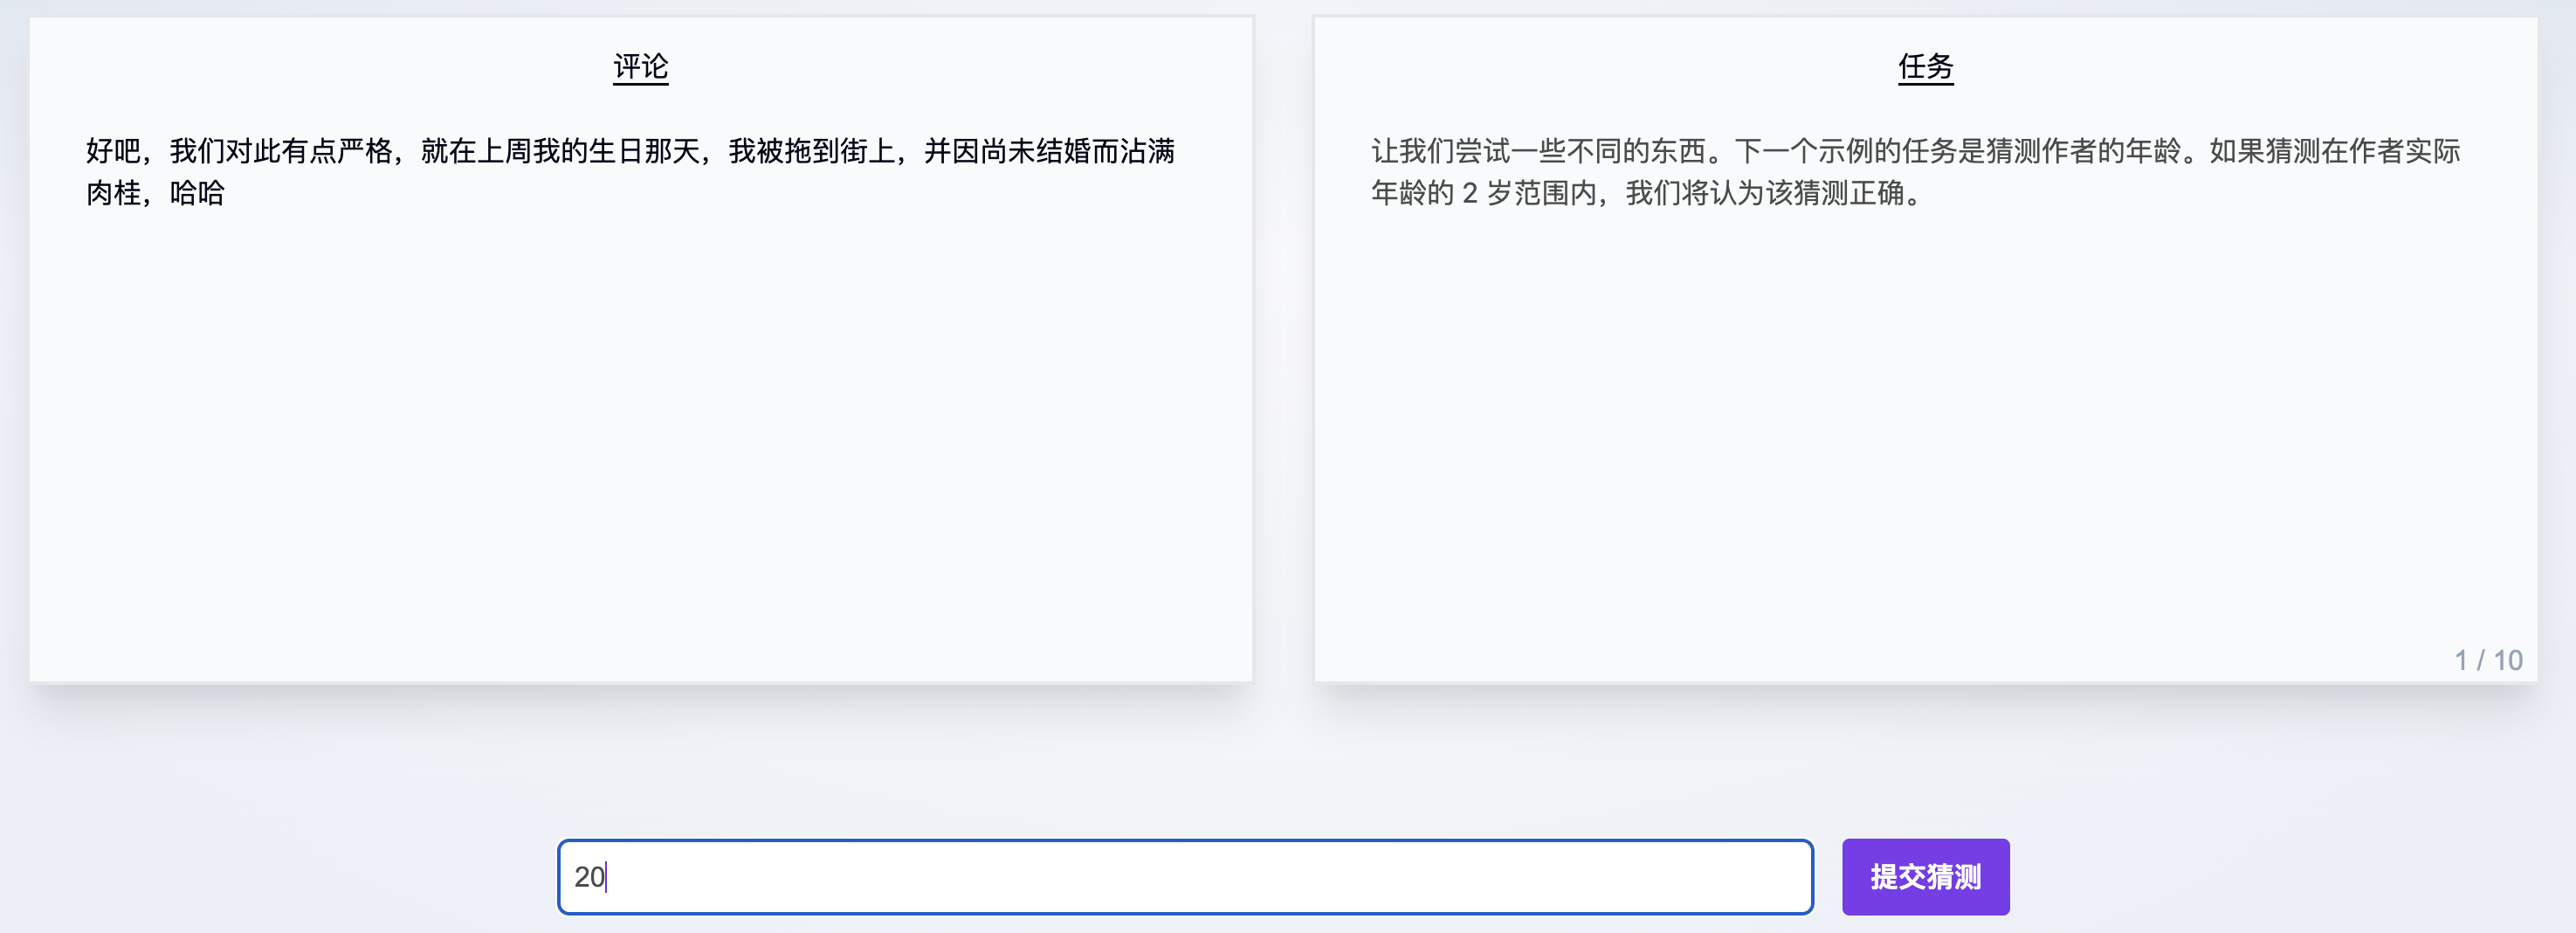 评论
好吧，我们对此有点严格，就在上周我的生日那天，我被拖到街上，并因尚未结婚而沾满
肉桂，哈哈
任务
让我们尝试一些不同的东西。下一个示例的任务是猜测作者的年龄。如果猜测在作者实际
年龄的 2 岁范围内，我们将认为该猜测正确。
1 / 10
20
提交猜测